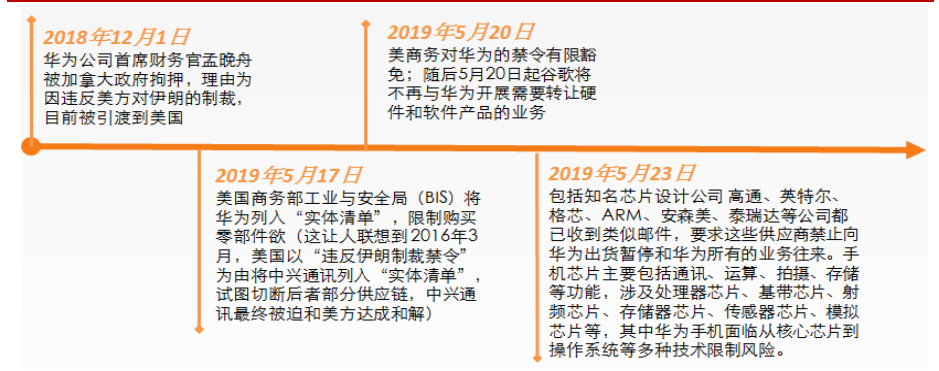 2018年12月1日
华为公司首席财务官孟晚舟
被加拿大政府拘押，理由为
因违反美方对伊朗的制裁，
目前被引渡到美国
2019年5月20日
美商务对华为的禁令有限豁
免；随后5月20日起谷歌将
不再与华为开展需要转让硬
件和软件产品的业务
2019年5月17日
美国商务部工业与安全局（BIS）将
华为列入“实体清单”，限制购买
零部件欲（这让人联想到2016年3
月，美国以“违反伊朗制裁禁令”
为由将中兴通讯列入“实体清单”，
试图切断后者部分供应链，中兴通
讯最终被迫和美方达成和解）
2019年5月23日
包括知名芯片设计公司 高通、英特尔、
格芯、ARM、安森美、泰瑞达等公司都
已收到类似邮件，要求这些供应商禁止向
华为出货暂停和华为所有的业务往来。手
机芯片主要包括通讯、运算、拍摄、存储
等功能，涉及处理器芯片、基带芯片、射
频芯片、存储器芯片、传感器芯片、模拟
芯片等，其中华为手机面临从核心芯片到
操作系统等多种技术限制风险。